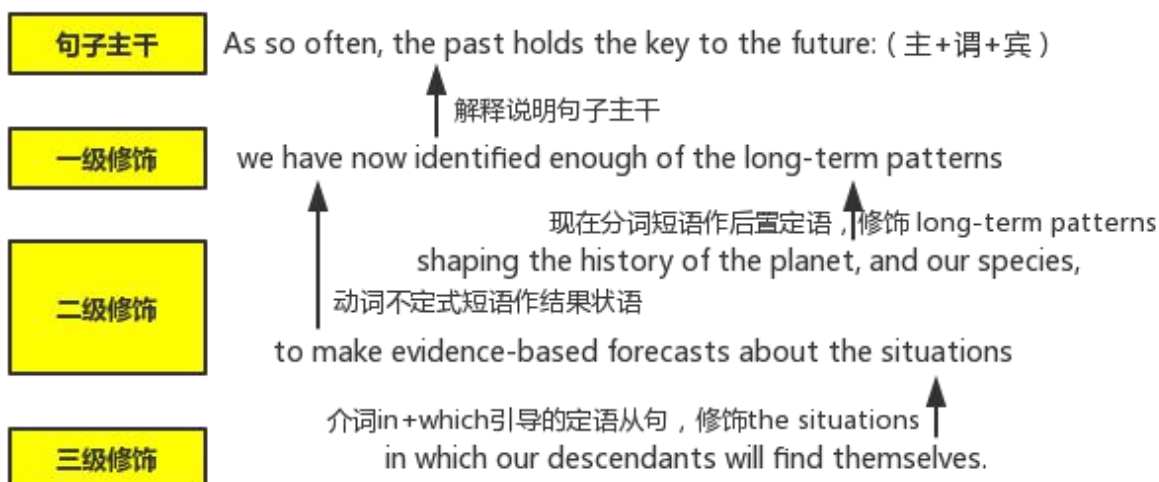 句子主干
As so often, the past holds the key to the future: ( 主+谓+宾 )
解释说明句子主干
一级修饰
we have now identified enough of the long-term patterns
现在分词短语作后置定语，修饰 long-term patterns
shaping the history of the planet, and our species,
二级修饰
动词不定式短语作结果状语
to make evidence-based forecasts about the situations
介词in+which引导的定语从句，修饰the situations
三级修饰
in which our descendants will find themselves.